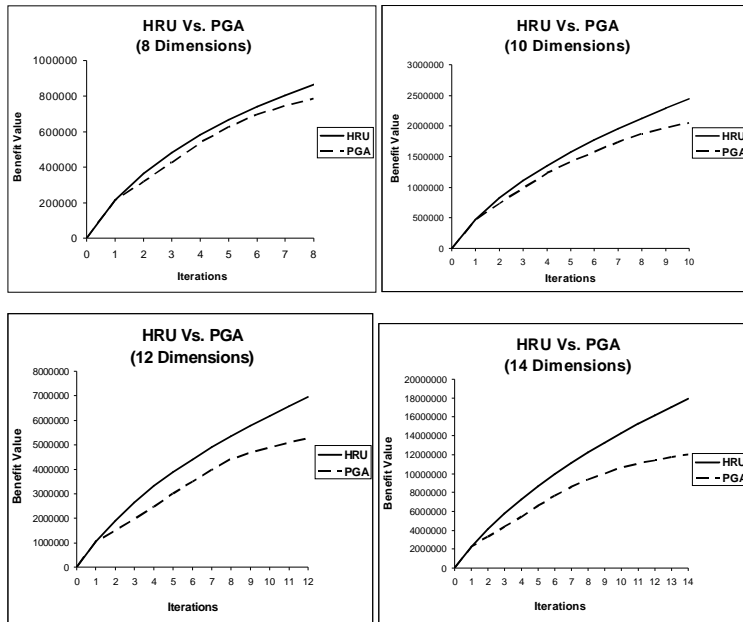 HRU Vs. PGA
(8 Dimensions)
1000000
800000
600000
400000
200000
0
Benefit Value
0 1 2 3 4 5 6 7 8
Iterations
HRU
PGA
HRU Vs. PGA
(10 Dimensions)
3000000
2500000
2000000
1500000
1000000
500000
0
Benefit Value
0 1 2 3 4 5 6 7 8 9 10
Iterations
HRU
PGA
HRU Vs. PGA
(12 Dimensions)
8000000
7000000
6000000
5000000
4000000
3000000
2000000
1000000
0
Benefit Value
0 1 2 3 4 5 6 7 8 9 10 11 12
Iterations
HRU
PGA
HRU Vs. PGA
(14 Dimensions)
20000000
18000000
16000000
14000000
12000000
10000000
8000000
6000000
4000000
2000000
0
Benefit Value
0 1 2 3 4 5 6 7 8 9 10 11 12 13 14
Iterations
HRU
PGA